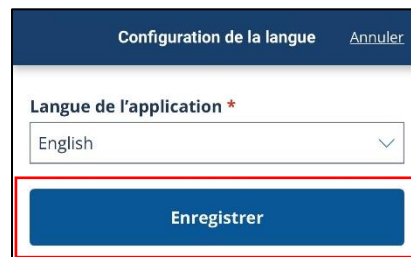 Configuration de la langue Annuler
Langue de l’application *
English
Enregistrer